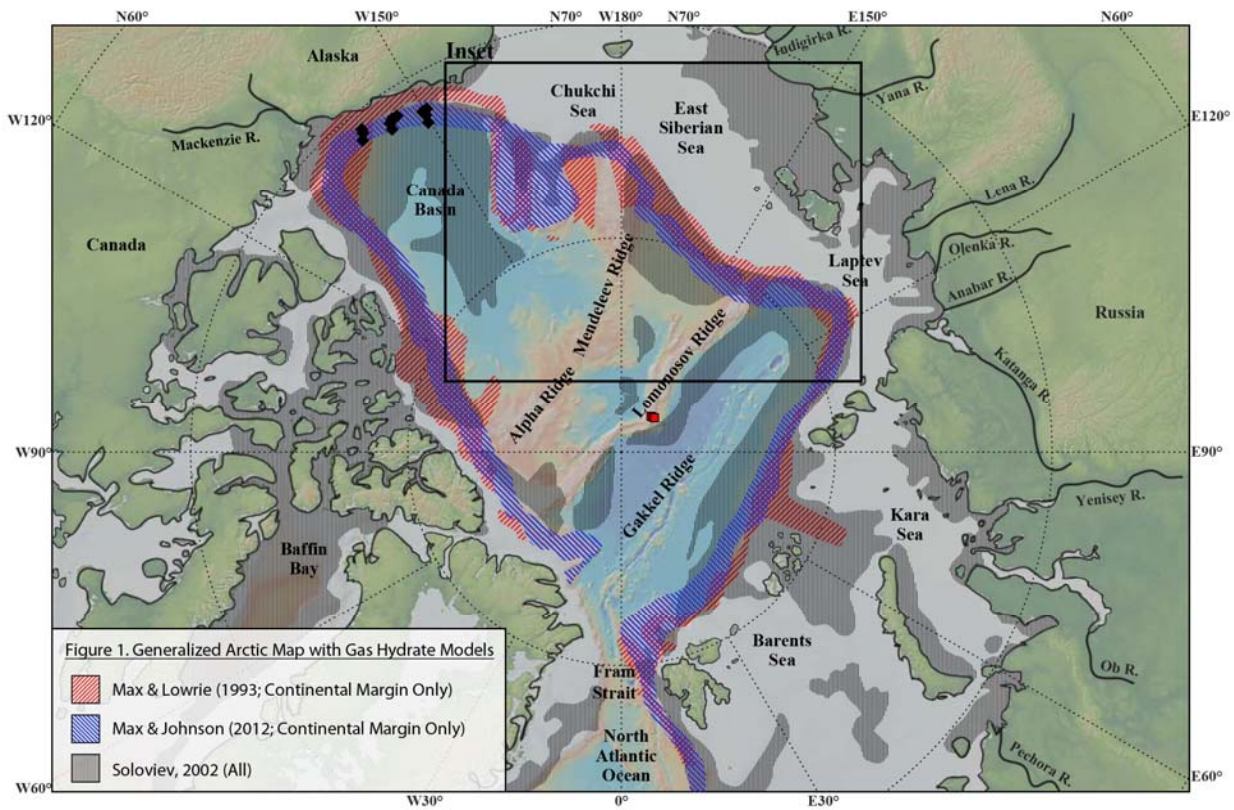 N60°
W150°
N70°
W180°
N70°
E150°
N60°
Alaska
Inset
Indigirka R.
Chukchi
Sea
East
Siberian
Sea
Yana R.
W120°
E120°
Mackenzie R.
Canada
Basin
Lena R.
Canada
Olenka R.
Laptev
Sea
Anabar R.
Mendeleev Ridge
Russia
Lomonosov Ridge
Alpha Ridge
Katanga R.
W90°
E90°
Gakkel Ridge
Yenisey R.
Kara
Sea
Baffin
Bay
Barents
Sea
Ob R.
Fram
Strait
North
Atlantic
Ocean
Pechora R.
Figure 1. Generalized Arctic Map with Gas Hydrate Models
Max & Lowrie (1993; Continental Margin Only)
Max & Johnson (2012; Continental Margin Only)
Soloviev, 2002 (All)
W60°
W30°
0°
E30°
E60°